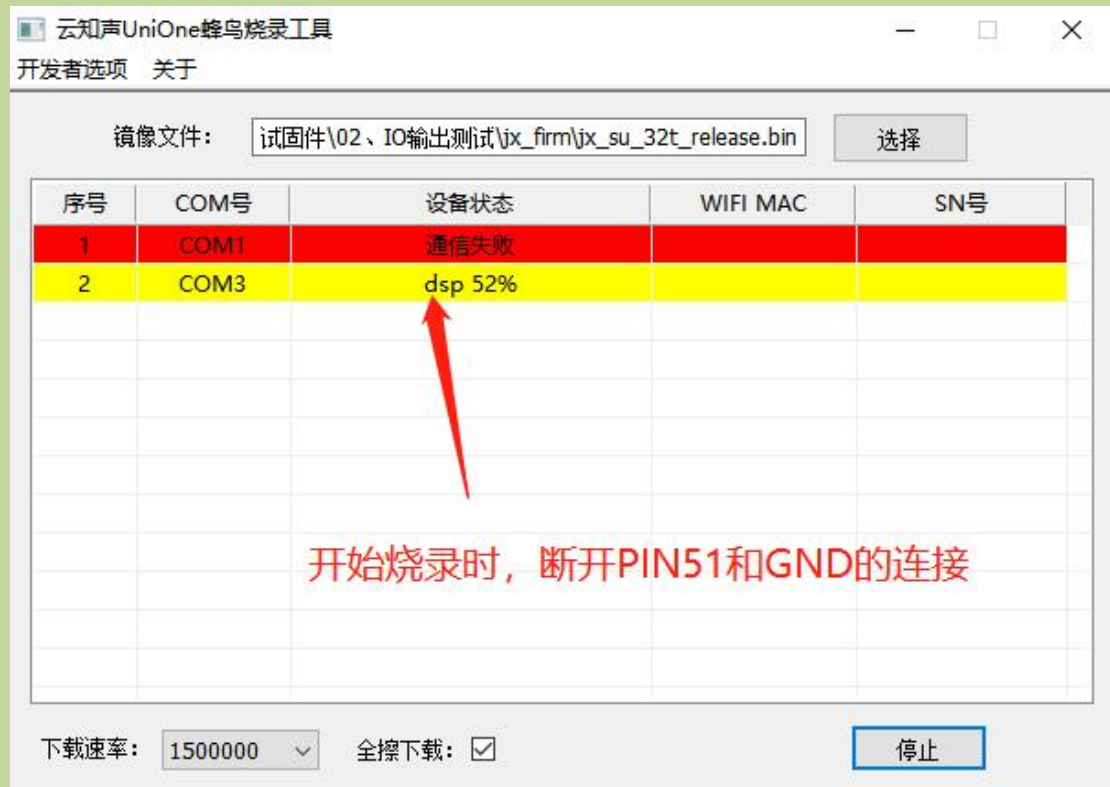 云知声UniOne蜂鸟烧录工具
开发者选项 关于
镜像文件： 试固件\02、IO输出测试\jx_firm\jx_su_32t_release.bin 选择
序号 COM号 设备状态 WIFI MAC SN号
1 COM1 通信失败
2 COM3 dsp 52%
开始烧录时，断开PIN51和GND的连接
下载速率： 1500000 全擦下载： 停止